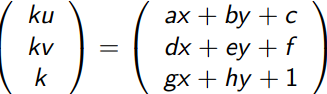 ( ku ) = ( ax + by + c )
( kv ) = ( dx + ey + f )
( k ) = ( gx + hy + 1 )